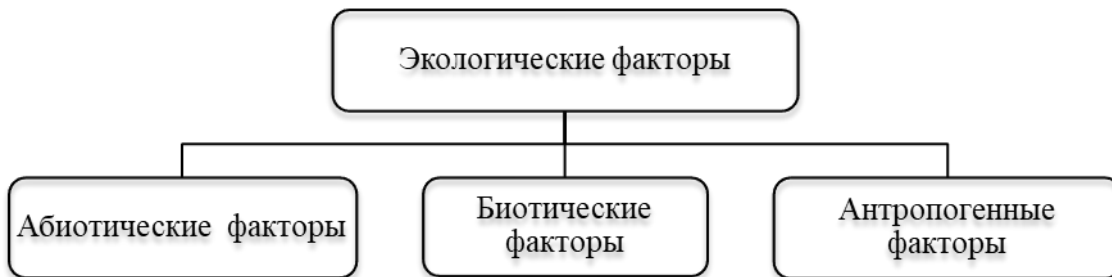 Экологические факторы
Абиотические факторы
Биотические
факторы
Антропогенные
факторы